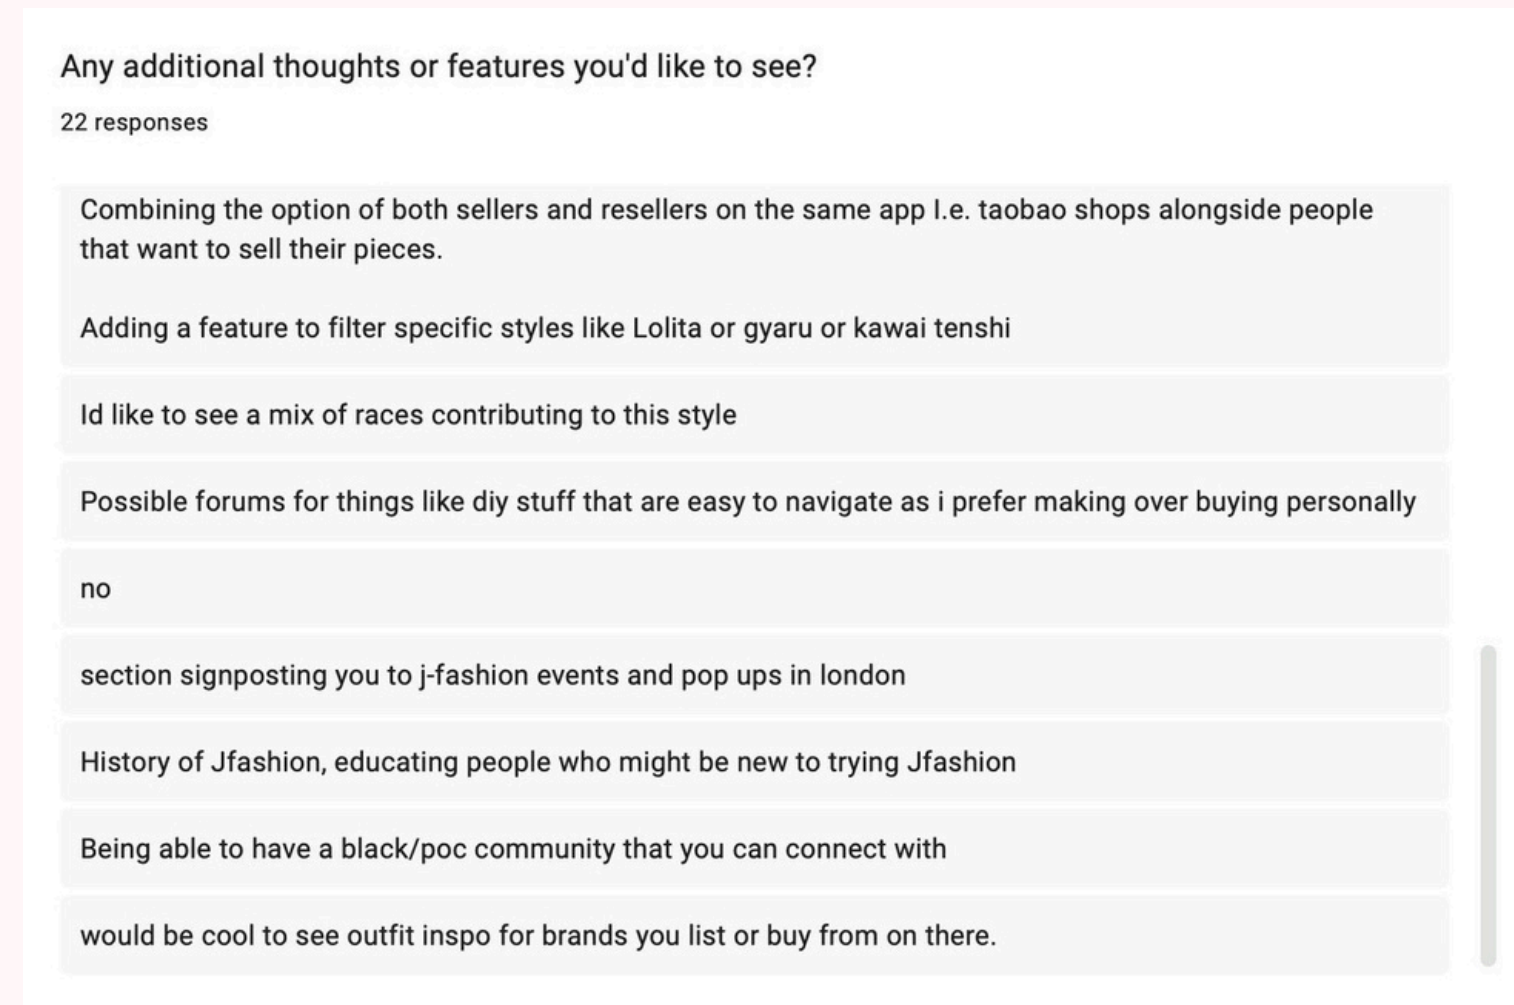 Any additional thoughts or features you'd like to see?
22 responses
Combining the option of both sellers and resellers on the same app I.e. taobao shops alongside people
that want to sell their pieces.
Adding a feature to filter specific styles like Lolita or gyaru or kawai tenshi
Id like to see a mix of races contributing to this style
Possible forums for things like diy stuff that are easy to navigate as i prefer making over buying personally
no
section signposting you to j-fashion events and pop ups in london
History of Jfashion, educating people who might be new to trying Jfashion
Being able to have a black/poc community that you can connect with
would be cool to see outfit inspo for brands you list or buy from on there.